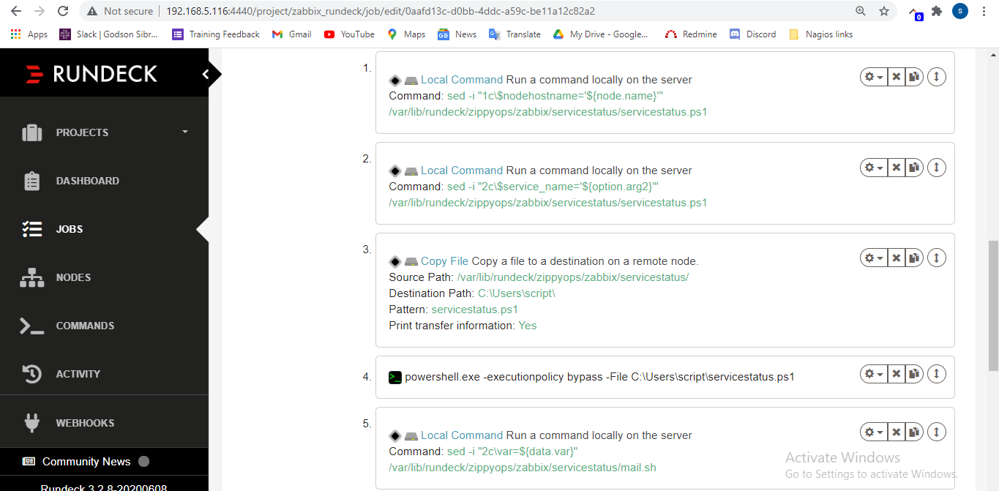 Not secure
192.168.5.116:4440/project/zabbix_rundeck/job/edit/0aafd13c-d0bb-4ddc-a59c-be11a12c82a2
0
S
Apps
Slack | Godson Sibr...
Training Feedback
Gmail
YouTube
Maps
News
Translate
My Drive - Google...
Redmine
Discord
Nagios links
RUNDECK
PROJECTS
DASHBOARD
JOBS
NODES
COMMANDS
ACTIVITY
WEBHOOKS
Community News
Rundeck 3.2.8-20200608
1.
Local Command Run a command locally on the server
Command: sed -i "1c\$nodehostname='${node.name}'"
/var/lib/rundeck/zippyops/zabbix/servicestatus/servicestatus.ps1
2.
Local Command Run a command locally on the server
Command: sed -i "2c\$service_name='${option.arg2}'"
/var/lib/rundeck/zippyops/zabbix/servicestatus/servicestatus.ps1
3.
Copy File Copy a file to a destination on a remote node.
Source Path: /var/lib/rundeck/zippyops/zabbix/servicestatus/
Destination Path: C:\Users\script\
Pattern: servicestatus.ps1
Print transfer information: Yes
4.
powershell.exe -executionpolicy bypass -File C:\Users\script\servicestatus.ps1
5.
Local Command Run a command locally on the server
Command: sed -i "2c\var=${data.var}"
/var/lib/rundeck/zippyops/zabbix/servicestatus/mail.sh
Activate Windows
Go to Settings to activate Windows.